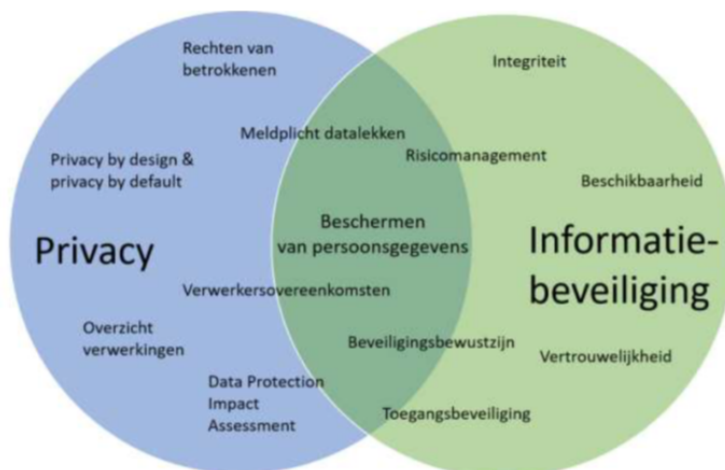 Rechten van
betrokkenen
Integriteit
Meldplicht datalekken
Risicomanagement
Privacy by design &
privacy by default
Beschikbaarheid
Beschermen
van persoonsgegevens
Privacy
Informatie-
beveiliging
Verwerkersovereenkomsten
Overzicht
verwerkingen
Beveiligingsbewustzijn
Vertrouwelijkheid
Data Protection
Impact
Assessment
Toegangsbeveiliging